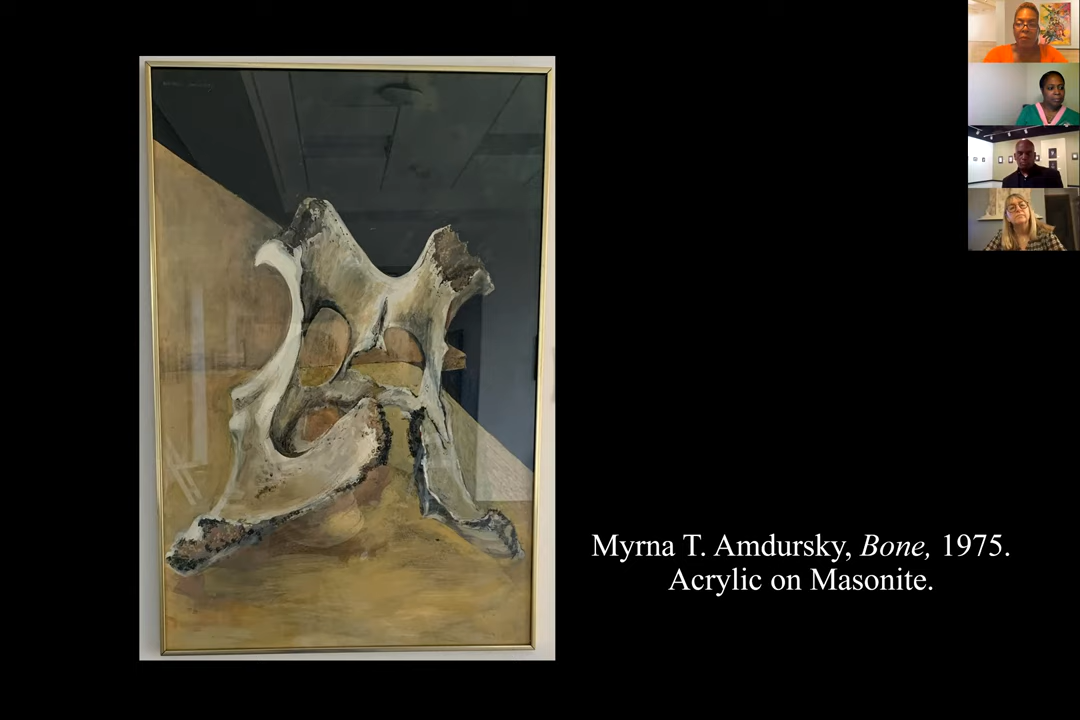 Myrna T. Amdursky, Bone, 1975.
Acrylic on Masonite.